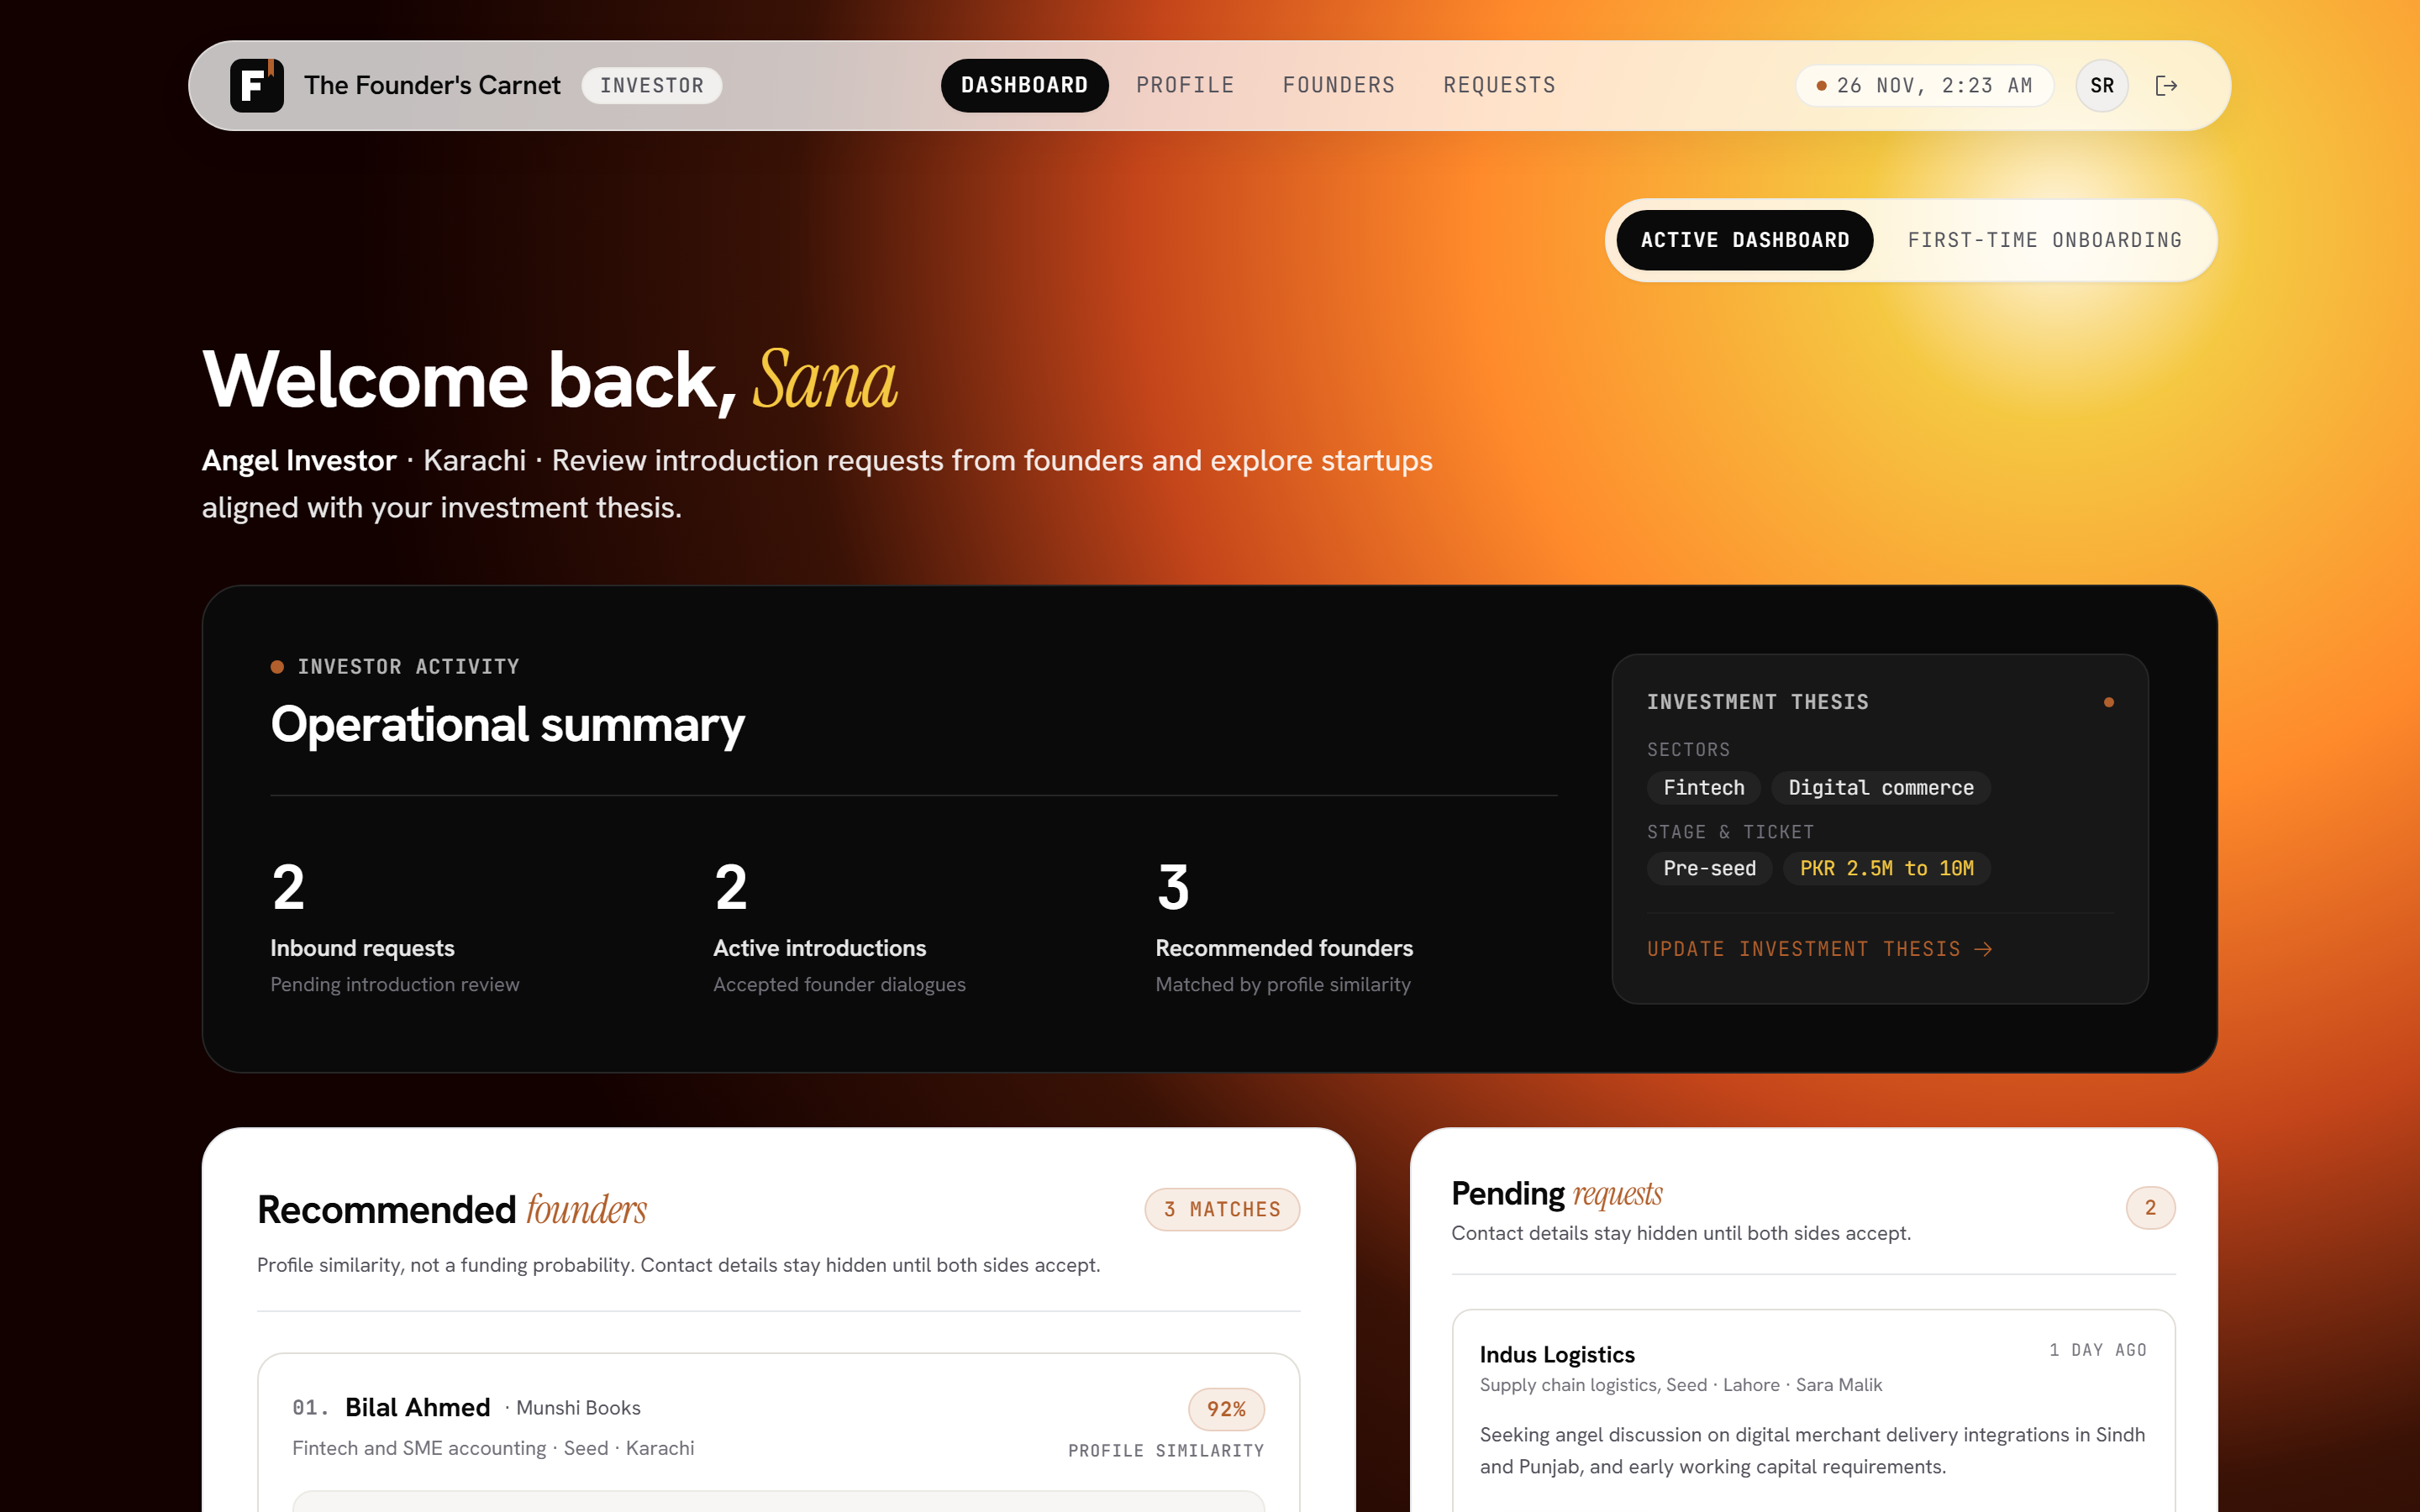 The Founder's Carnet INVESTOR DASHBOARD PROFILE FOUNDERS REQUESTS 26 NOV, 2:23 AM SR
ACTIVE DASHBOARD FIRST-TIME ONBOARDING
Welcome back, Sana
Angel Investor · Karachi · Review introduction requests from founders and explore startups
aligned with your investment thesis.
INVESTOR ACTIVITY
Operational summary
2
Inbound requests
Pending introduction review
2
Active introductions
Accepted founder dialogues
3
Recommended founders
Matched by profile similarity
INVESTMENT THESIS
SECTORS
Fintech Digital commerce
STAGE & TICKET
Pre-seed PKR 2.5M to 10M
UPDATE INVESTMENT THESIS →
Recommended founders 3 MATCHES
Profile similarity, not a funding probability. Contact details stay hidden until both sides accept.
01. Bilal Ahmed · Munshi Books 92%
Fintech and SME accounting · Seed · Karachi PROFILE SIMILARITY
Pending requests 2
Contact details stay hidden until both sides accept.
Indus Logistics 1 DAY AGO
Supply chain logistics, Seed · Lahore · Sara Malik
Seeking angel discussion on digital merchant delivery integrations in Sindh
and Punjab, and early working capital requirements.